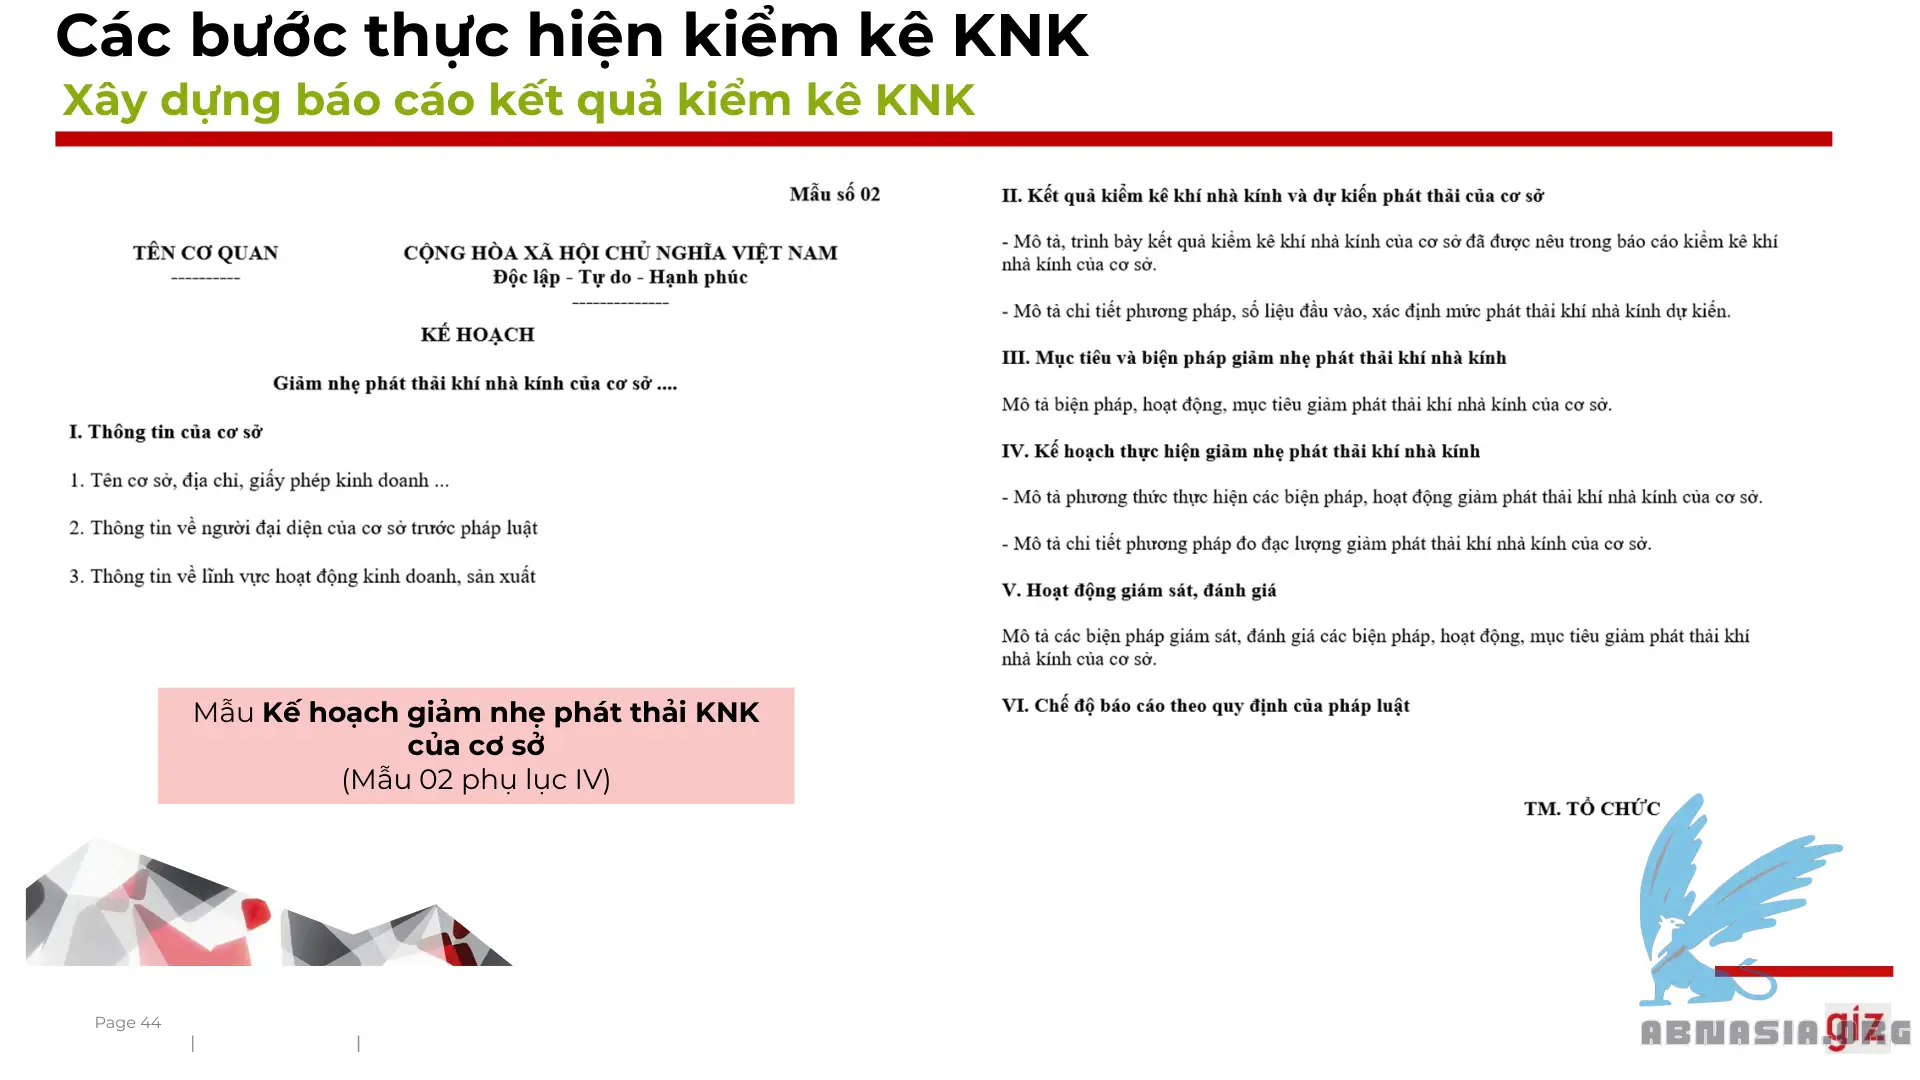 Các bước thực hiện kiểm kê KNK
Xây dựng báo cáo kết quả kiểm kê KNK
Mẫu số 02
TÊN CƠ QUAN
----------
CỘNG HÒA XÃ HỘI CHỦ NGHĨA VIỆT NAM
Độc lập - Tự do - Hạnh phúc
--------------
KẾ HOẠCH
Giảm nhẹ phát thải khí nhà kính của cơ sở ....
I. Thông tin của cơ sở
1. Tên cơ sở, địa chỉ, giấy phép kinh doanh ...
2. Thông tin về người đại diện của cơ sở trước pháp luật
3. Thông tin về lĩnh vực hoạt động kinh doanh, sản xuất
Mẫu Kế hoạch giảm nhẹ phát thải KNK
của cơ sở
(Mẫu 02 phụ lục IV)
II. Kết quả kiểm kê khí nhà kính và dự kiến phát thải của cơ sở
- Mô tả, trình bày kết quả kiểm kê khí nhà kính của cơ sở đã được nêu trong báo cáo kiểm kê khí
nhà kính của cơ sở.
- Mô tả chi tiết phương pháp, số liệu đầu vào, xác định mức phát thải khí nhà kính dự kiến.
III. Mục tiêu và biện pháp giảm nhẹ phát thải khí nhà kính
Mô tả biện pháp, hoạt động, mục tiêu giảm phát thải khí nhà kính của cơ sở.
IV. Kế hoạch thực hiện giảm nhẹ phát thải khí nhà kính
- Mô tả phương thức thực hiện các biện pháp, hoạt động giảm phát thải khí nhà kính của cơ sở.
- Mô tả chi tiết phương pháp đo đạc lượng giảm phát thải khí nhà kính của cơ sở.
V. Hoạt động giám sát, đánh giá
Mô tả các biện pháp giám sát, đánh giá các biện pháp, hoạt động, mục tiêu giảm phát thải khí
nhà kính của cơ sở.
VI. Chế độ báo cáo theo quy định của pháp luật
TM. TỔ CHỨC
Page 44
| |
giz
ABNASIA.ORG